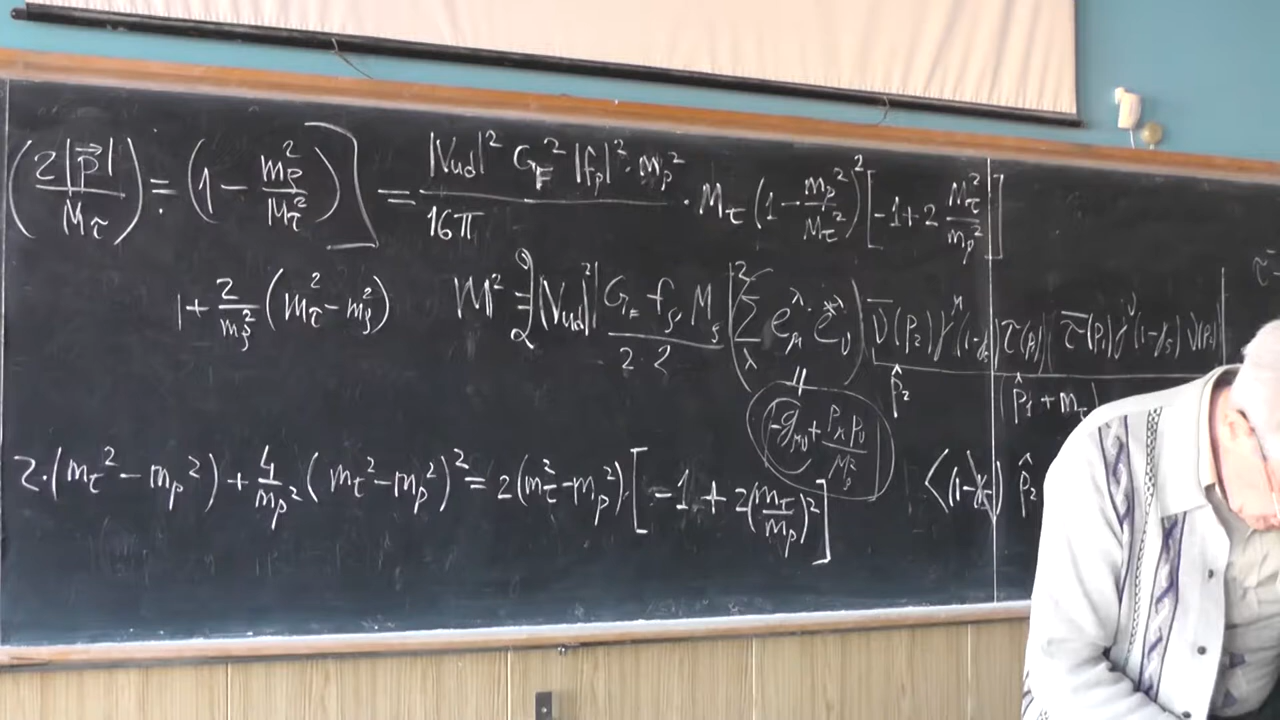 (2|p⃗|/M_τ) = (1 − m_ρ²/M_τ²)] = |V_ud|² G_F² |f_ρ|² · m_ρ² / 16π · M_τ (1 − m_ρ²/M_τ²)² [−1 + 2 M_τ²/m_ρ²]
1 + 2/m_ρ² (m_τ² − m_ρ²)
M² = |V_ud|² | G_F f_ρ M_ρ / 2·2 |² (Σ_λ e_μ^λ e*_ν^λ) ν̄(p₂)γ^μ(1−γ₅)τ(p₁) τ̄(p₁)γ^ν(1−γ₅)ν(p₂)
p̂₂ (p̂₁ + m_τ)
−g_μν + p_μ p_ν / M_ρ²
2·(m_τ² − m_ρ²) + 4/m_ρ² (m_τ² − m_ρ²)² = 2(m_τ² − m_ρ²)·[−1 + 2(m_τ/m_ρ)²]
(1−γ₅) p̂₂